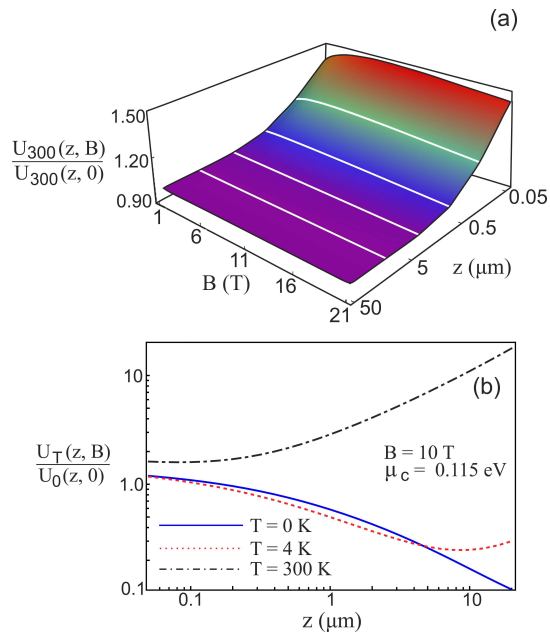 (a)
1.50
1.20
0.90
U300(z, B)
U300(z, 0)
1
6
11
16
21
B (T)
0.05
0.5
5
50
z (μm)
(b)
10
1.0
0.1
UT(z, B)
U0(z, 0)
B = 10 T
μc = 0.115 eV
T = 0 K
T = 4 K
T = 300 K
0.1
1
10
z (μm)